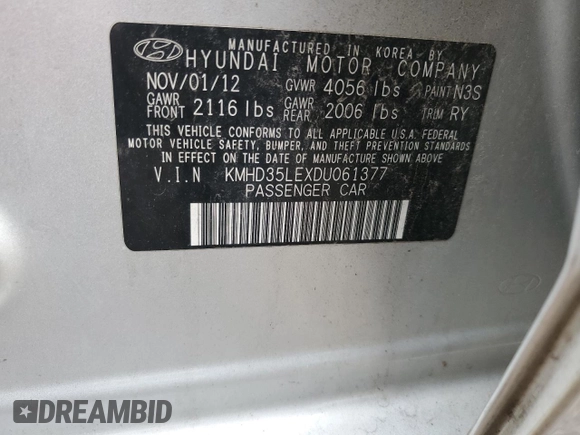 MANUFACTURED IN KOREA BY
HYUNDAI MOTOR COMPANY
NOV/01/12 GVWR 4056 lbs PAINT N3S
GAWR FRONT 2116 lbs GAWR REAR 2006 lbs TRIM RY
THIS VEHICLE CONFORMS TO ALL APPLICABLE U.S.A. FEDERAL
MOTOR VEHICLE SAFETY, BUMPER, AND THEFT PREVENTION STANDARDS
IN EFFECT ON THE DATE OF MANUFACTURE SHOWN ABOVE.
V.I.N KMHD35LEXDU061377
PASSENGER CAR
DREAMBID